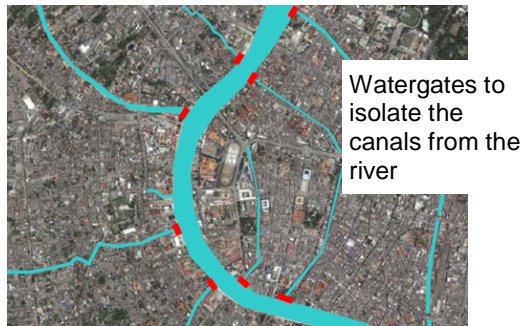 Watergates to
isolate the
canals from the
river